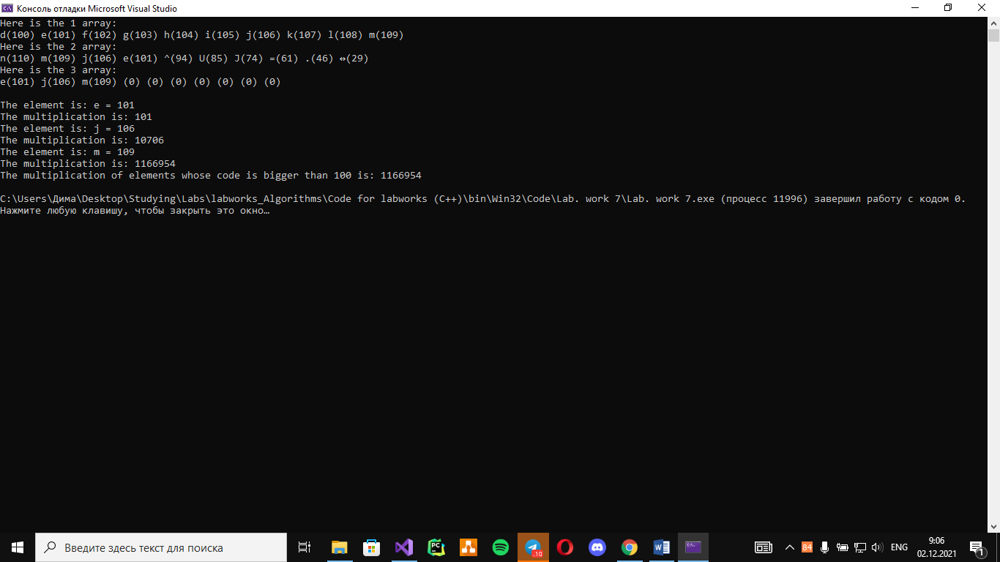 Консоль отладки Microsoft Visual Studio
Here is the 1 array:
d(100) e(101) f(102) g(103) h(104) i(105) j(106) k(107) l(108) m(109)
Here is the 2 array:
n(110) m(109) j(106) e(101) ^(94) U(85) J(74) =(61) .(46) ↔(29)
Here is the 3 array:
e(101) j(106) m(109) (0) (0) (0) (0) (0) (0) (0)
The element is: e = 101
The multiplication is: 101
The element is: j = 106
The multiplication is: 10706
The element is: m = 109
The multiplication is: 1166954
The multiplication of elements whose code is bigger than 100 is: 1166954
C:\Users\Дима\Desktop\Studying\Labs\labworks_Algorithms\Code for labworks (C++)\bin\Win32\Code\Lab. work 7\Lab. work 7.exe (процесс 11996) завершил работу с кодом 0.
Нажмите любую клавишу, чтобы закрыть это окно…
Введите здесь текст для поиска
PC
..10
84
ENG
9:06
02.12.2021
1